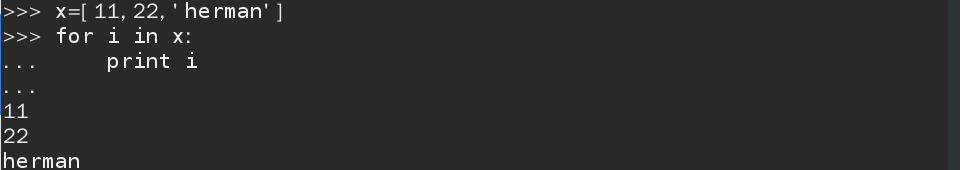 >>> x=[11,22,'herman']
>>> for i in x:
...     print i
...
11
22
herman